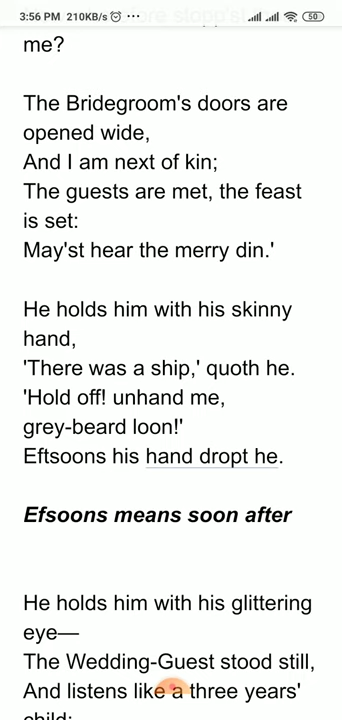 3:56 PM 210KB/s ... 50
me?
The Bridegroom's doors are
opened wide,
And I am next of kin;
The guests are met, the feast
is set:
May'st hear the merry din.'
He holds him with his skinny
hand,
'There was a ship,' quoth he.
'Hold off! unhand me,
grey-beard loon!'
Eftsoons his hand dropt he.
Efsoons means soon after
He holds him with his glittering
eye—
The Wedding-Guest stood still,
And listens like a three years'
child: